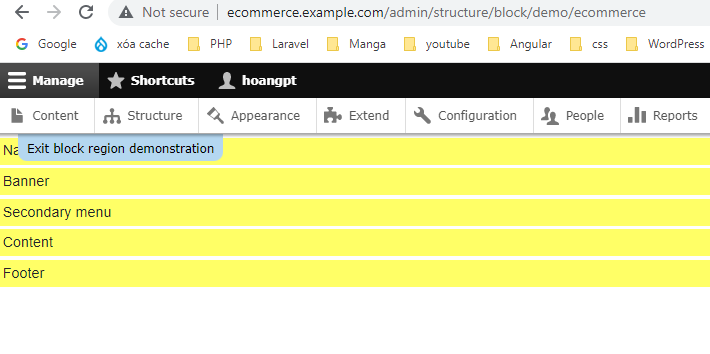 Not secure | ecommerce.example.com/admin/structure/block/demo/ecommerce
Google xóa cache PHP Laravel Manga youtube Angular css WordPress
Manage Shortcuts hoangpt
Content Structure Appearance Extend Configuration People Reports
Na Exit block region demonstration
Banner
Secondary menu
Content
Footer